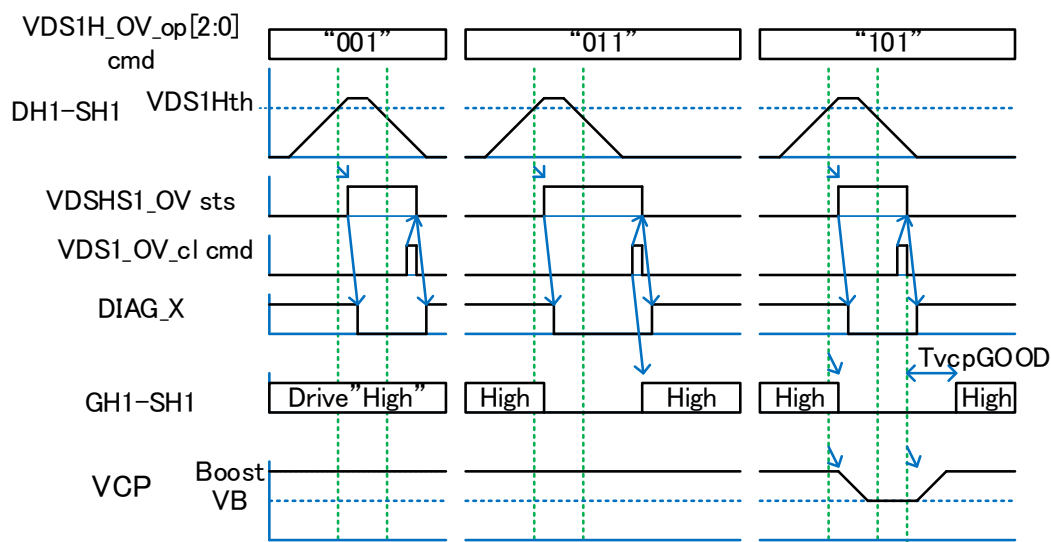 VDS1H_OV_op[2:0]
cmd
“001”
“011”
“101”
DH1-SH1
VDS1Hth
VDSHS1_OV sts
VDS1_OV_cl cmd
DIAG_X
TvcpGOOD
GH1-SH1
Drive”High”
High
High
High
High
VCP
Boost
VB